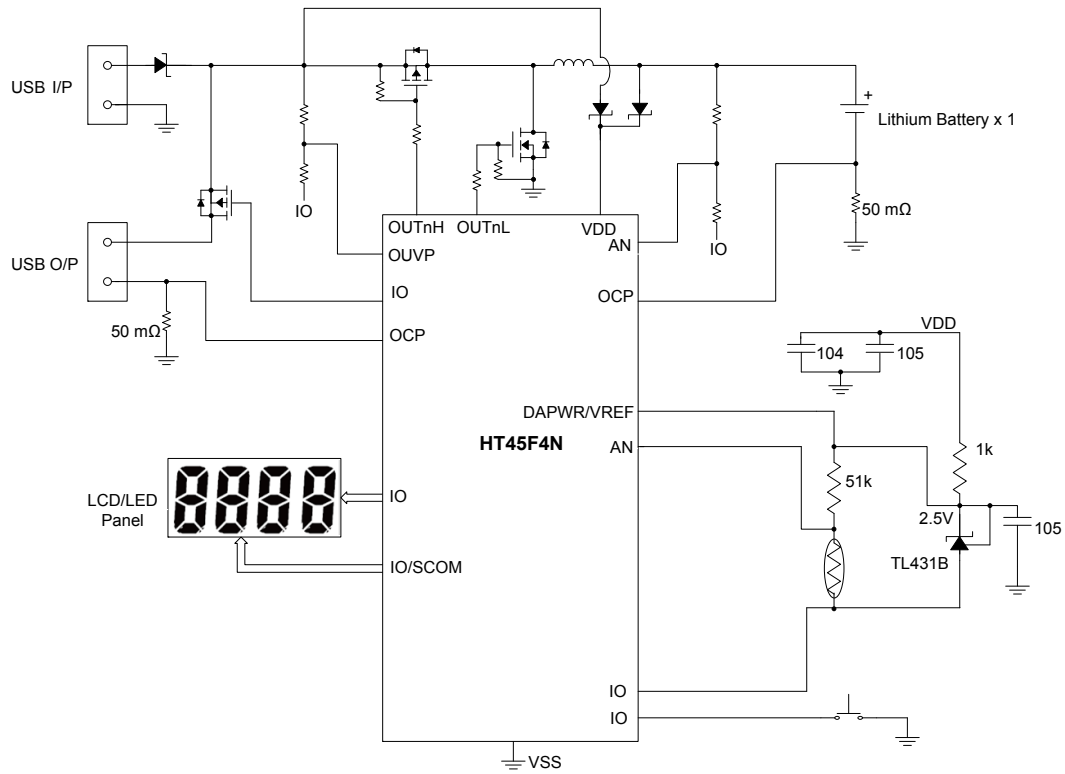 USB I/P
Lithium Battery x 1
+
IO
OUTnH
OUTnL
VDD
AN
IO
50 mΩ
OUVP
USB O/P
IO
OCP
OCP
50 mΩ
VDD
104
105
DAPWR/VREF
HT45F4N
AN
1k
51k
LCD/LED
Panel
8888
IO
2.5V
105
TL431B
IO/SCOM
IO
IO
VSS